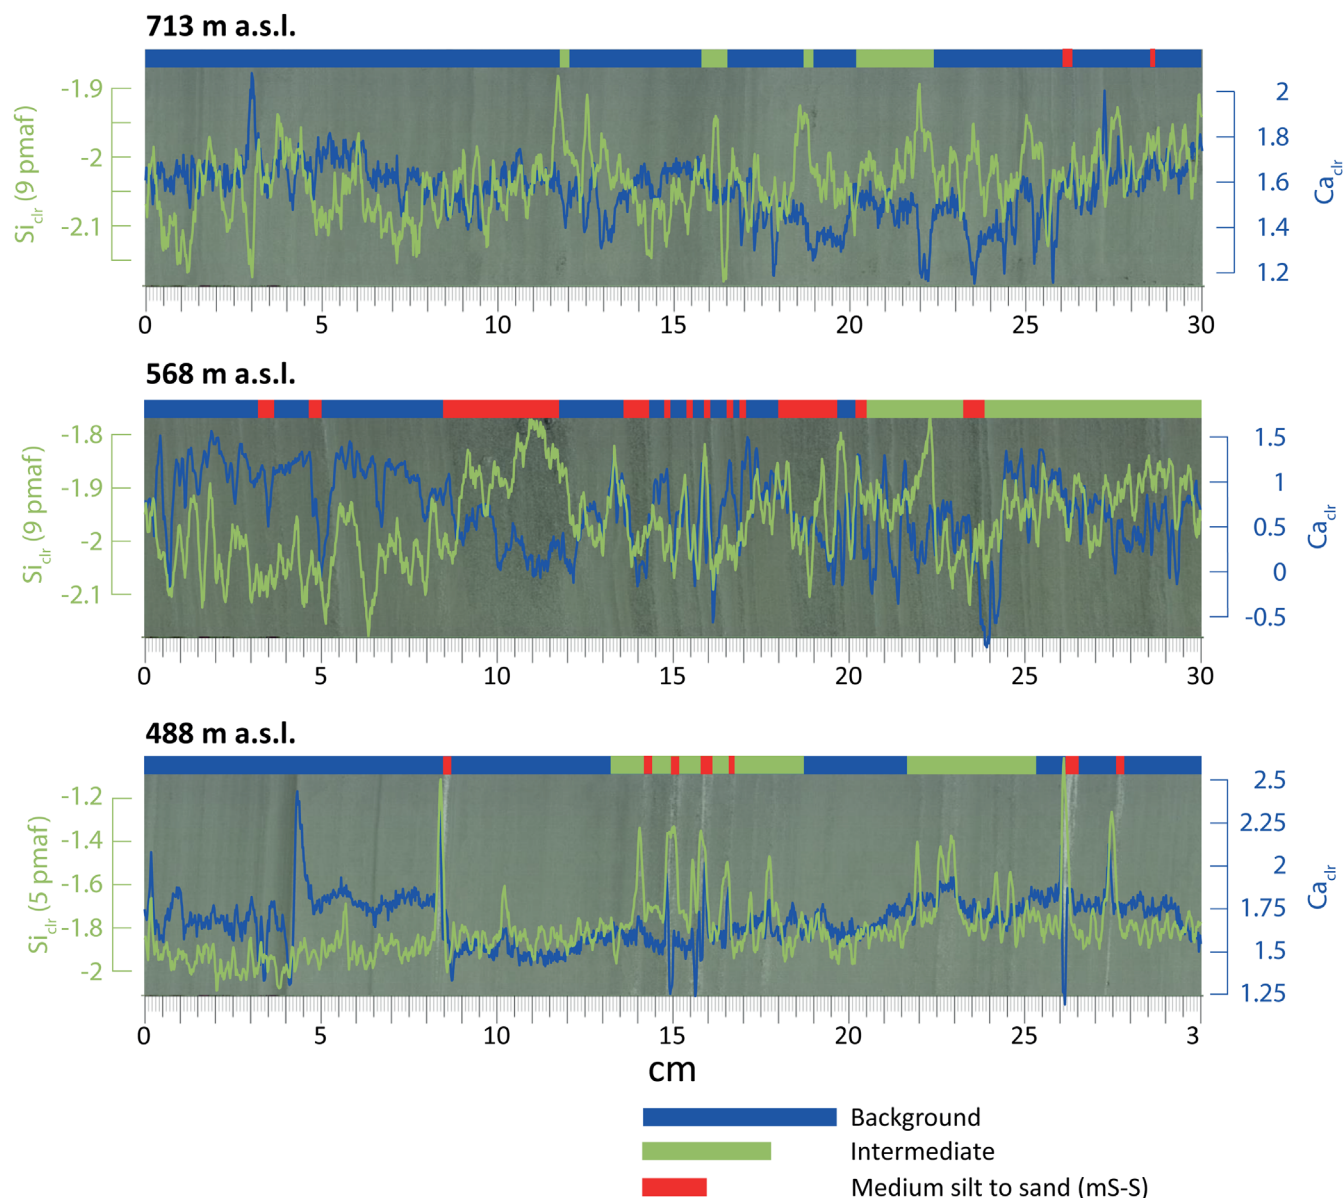 713 m a.s.l.
Si_clr (9 pmaf)
-1.9
-2
-2.1
2
1.8
1.6
1.4
1.2
Ca_clr
0 5 10 15 20 25 30
568 m a.s.l.
Si_clr (9 pmaf)
-1.8
-1.9
-2
-2.1
1.5
1
0.5
0
-0.5
Ca_clr
0 5 10 15 20 25 30
488 m a.s.l.
Si_clr (5 pmaf)
-1.2
-1.4
-1.6
-1.8
-2
2.5
2.25
2
1.75
1.5
1.25
Ca_clr
0 5 10 15 20 25 3
cm
Background
Intermediate
Medium silt to sand (mS-S)